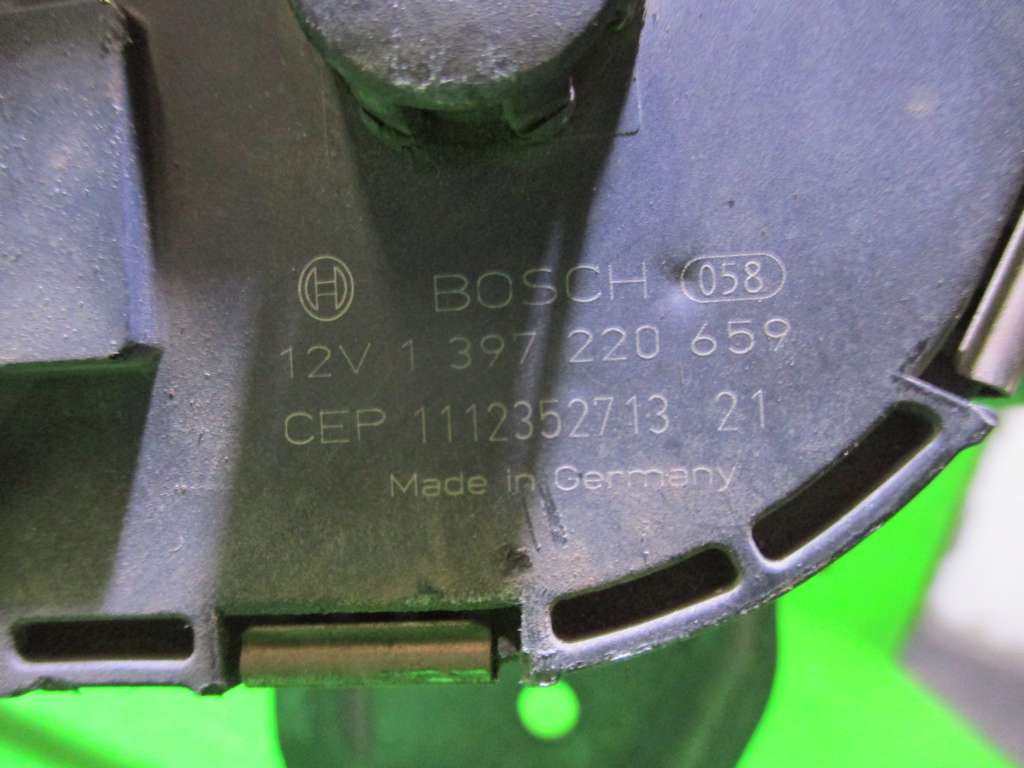 BOSCH 058
12V 1 397 220 659
CEP 1112352713 21
Made in Germany